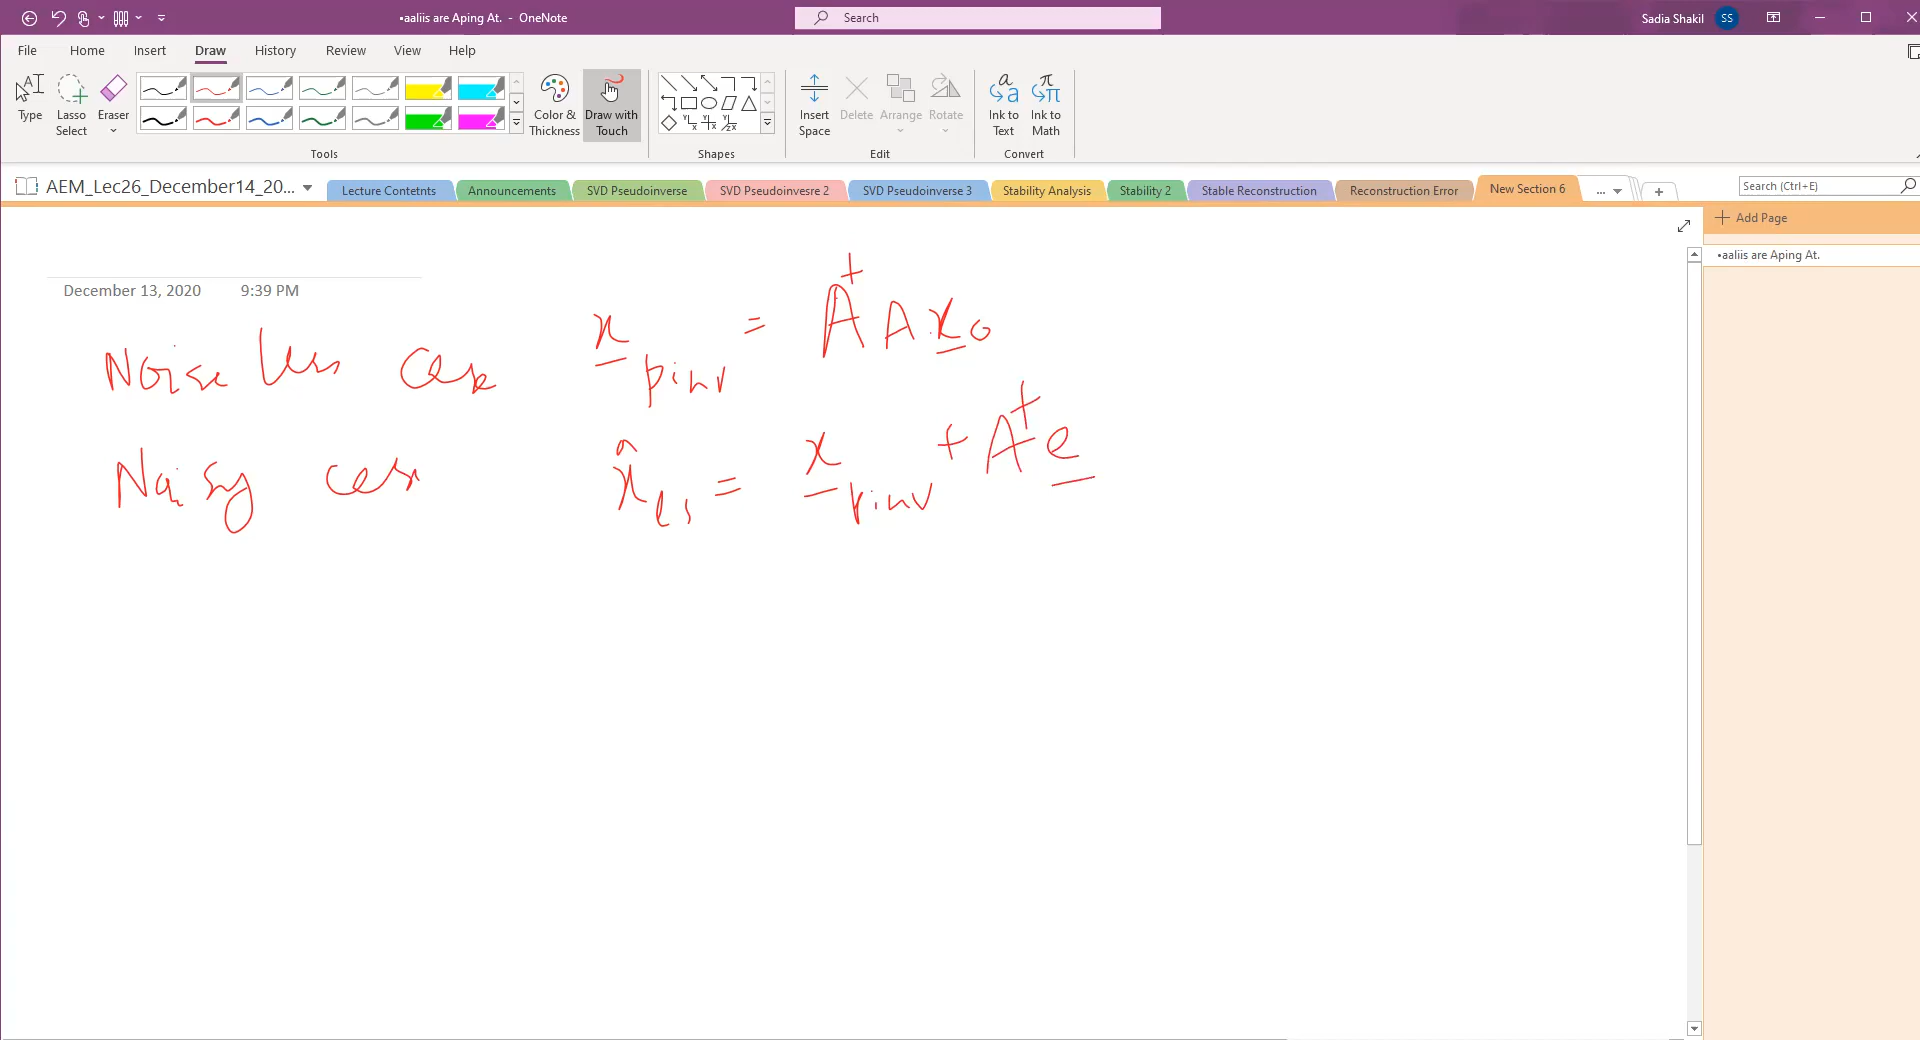 •aaliis are Aping At. - OneNote
Search
Sadia Shakil SS
File Home Insert Draw History Review View Help
Type Lasso Select Eraser Color & Thickness Draw with Touch Insert Space Delete Arrange Rotate Ink to Text Ink to Math
Tools Shapes Edit Convert
AEM_Lec26_December14_20... Lecture Contetnts Announcements SVD Pseudoinverse SVD Pseudoinvesre 2 SVD Pseudoinverse 3 Stability Analysis Stability 2 Stable Reconstruction Reconstruction Error New Section 6 ... Search (Ctrl+E)
Add Page
•aaliis are Aping At.
December 13, 2020 9:39 PM
Noise less case x_pinv = A^† A x_0
Noisy case x̂_ls = x_pinv + A^† e